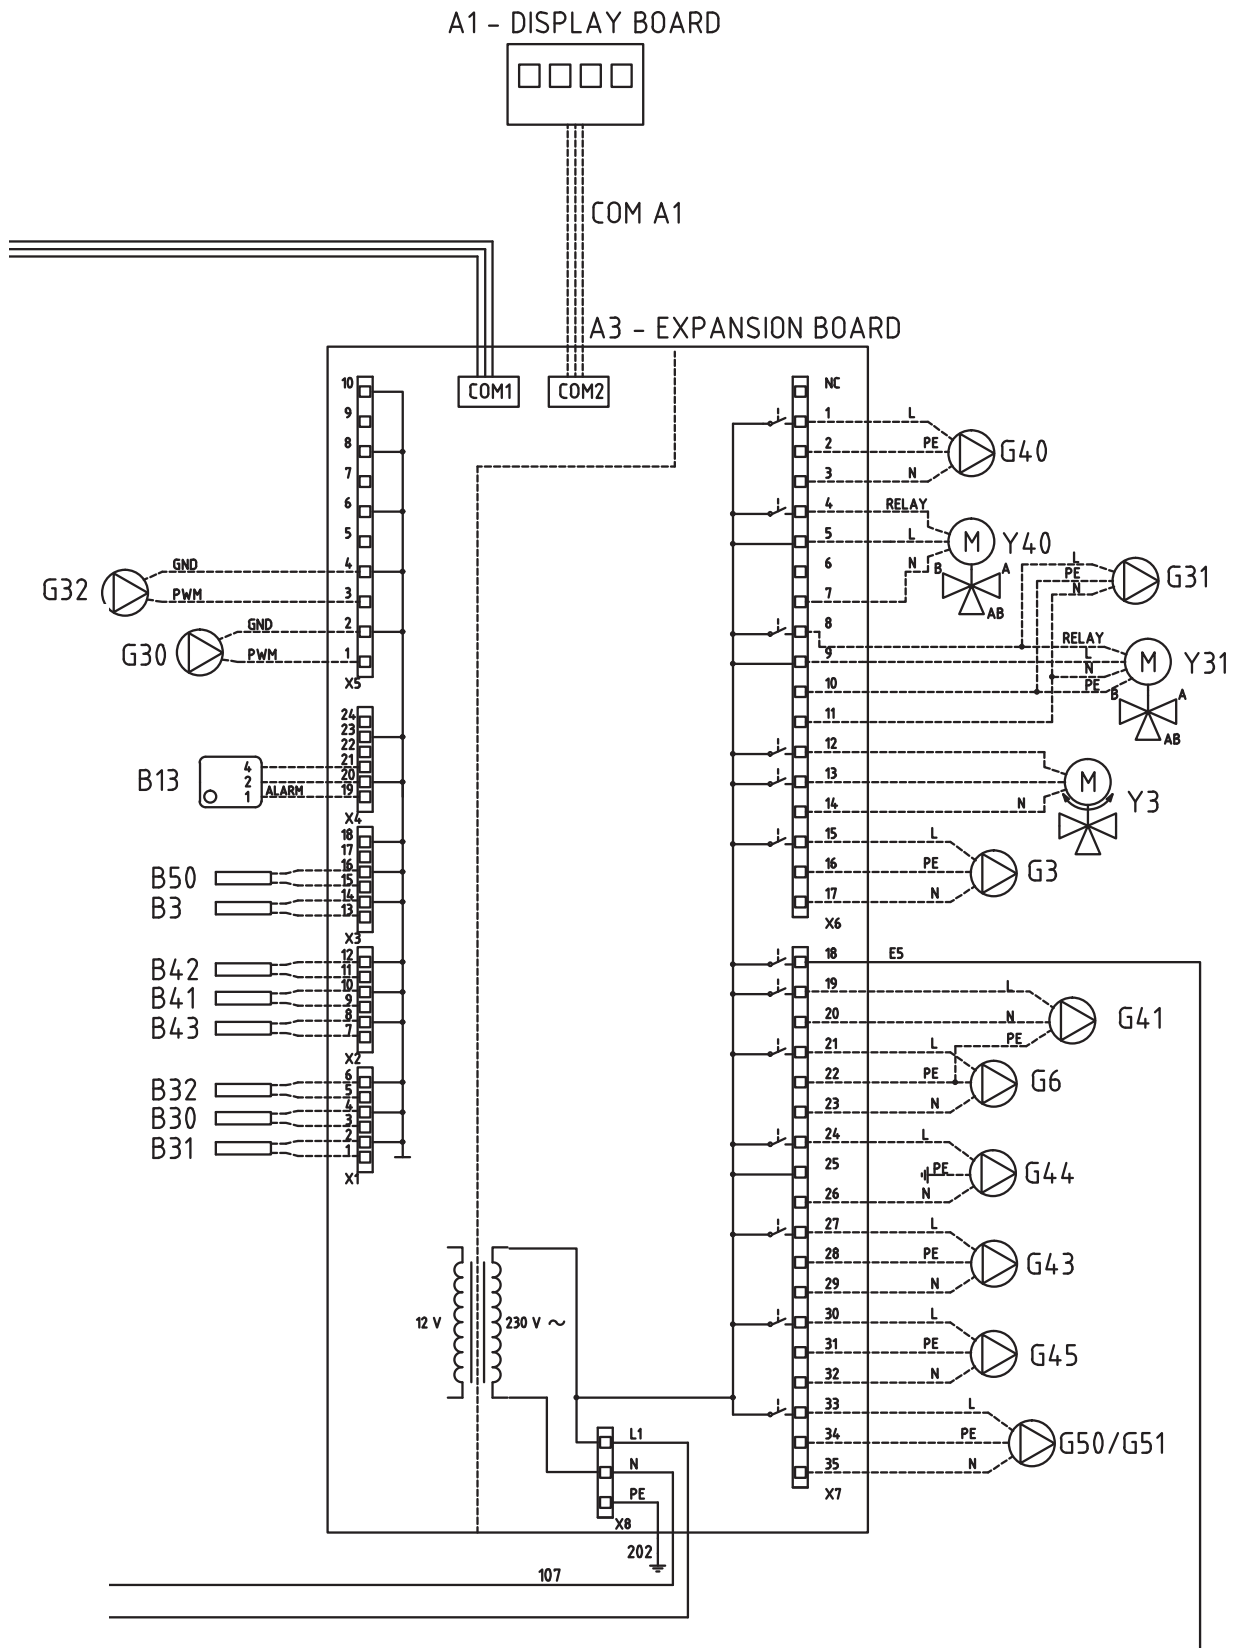 A1 - DISPLAY BOARD
COM A1
A3 - EXPANSION BOARD
COM1
COM2
10
9
8
7
6
5
4
3
2
1
X5
G32
GND
PWM
G30
GND
PWM
24
23
22
21
20
19
X4
B13
4
2
1
ALARM
18
17
16
15
14
13
X3
B50
B3
12
11
10
9
8
7
X2
B42
B41
B43
6
5
4
3
2
1
X1
B32
B30
B31
12 V
230 V ~
L1
N
PE
X8
202
107
NC
1
2
3
4
5
6
7
8
9
10
11
12
13
14
15
16
17
X6
L
PE
N
G40
RELAY
L
N
M
Y40
B
A
AB
L
PE
N
G31
RELAY
L
N
PE
M
Y31
B
A
AB
N
M
Y3
L
PE
N
G3
18
19
20
21
22
23
24
25
26
27
28
29
30
31
32
33
34
35
X7
E5
L
N
PE
G41
L
PE
N
G6
L
PE
N
G44
L
PE
N
G43
L
PE
N
G45
L
PE
N
G50/G51